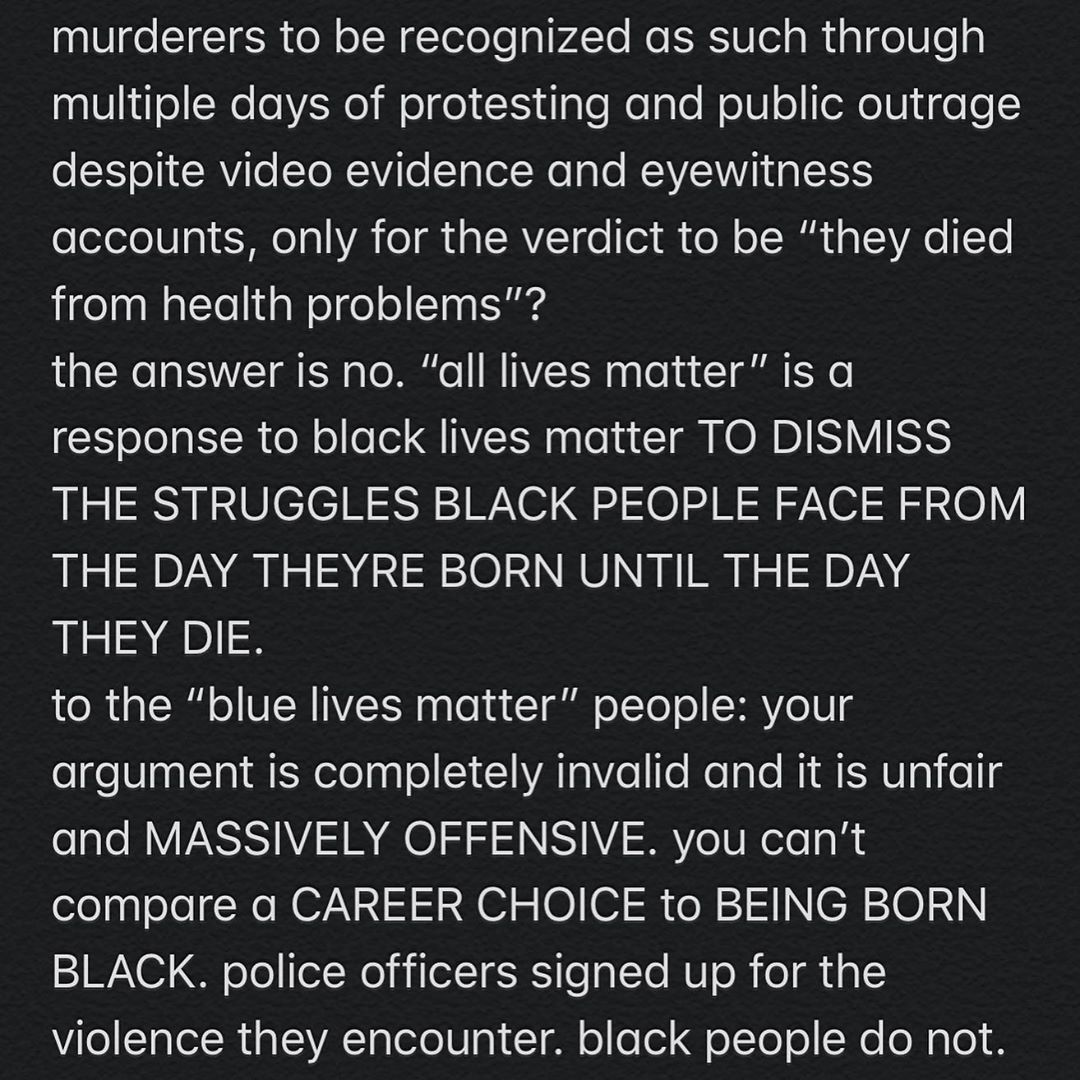 murderers to be recognized as such through
multiple days of protesting and public outrage
despite video evidence and eyewitness
accounts, only for the verdict to be “they died
from health problems”?
the answer is no. “all lives matter” is a
response to black lives matter TO DISMISS
THE STRUGGLES BLACK PEOPLE FACE FROM
THE DAY THEYRE BORN UNTIL THE DAY
THEY DIE.
to the “blue lives matter” people: your
argument is completely invalid and it is unfair
and MASSIVELY OFFENSIVE. you can’t
compare a CAREER CHOICE to BEING BORN
BLACK. police officers signed up for the
violence they encounter. black people do not.